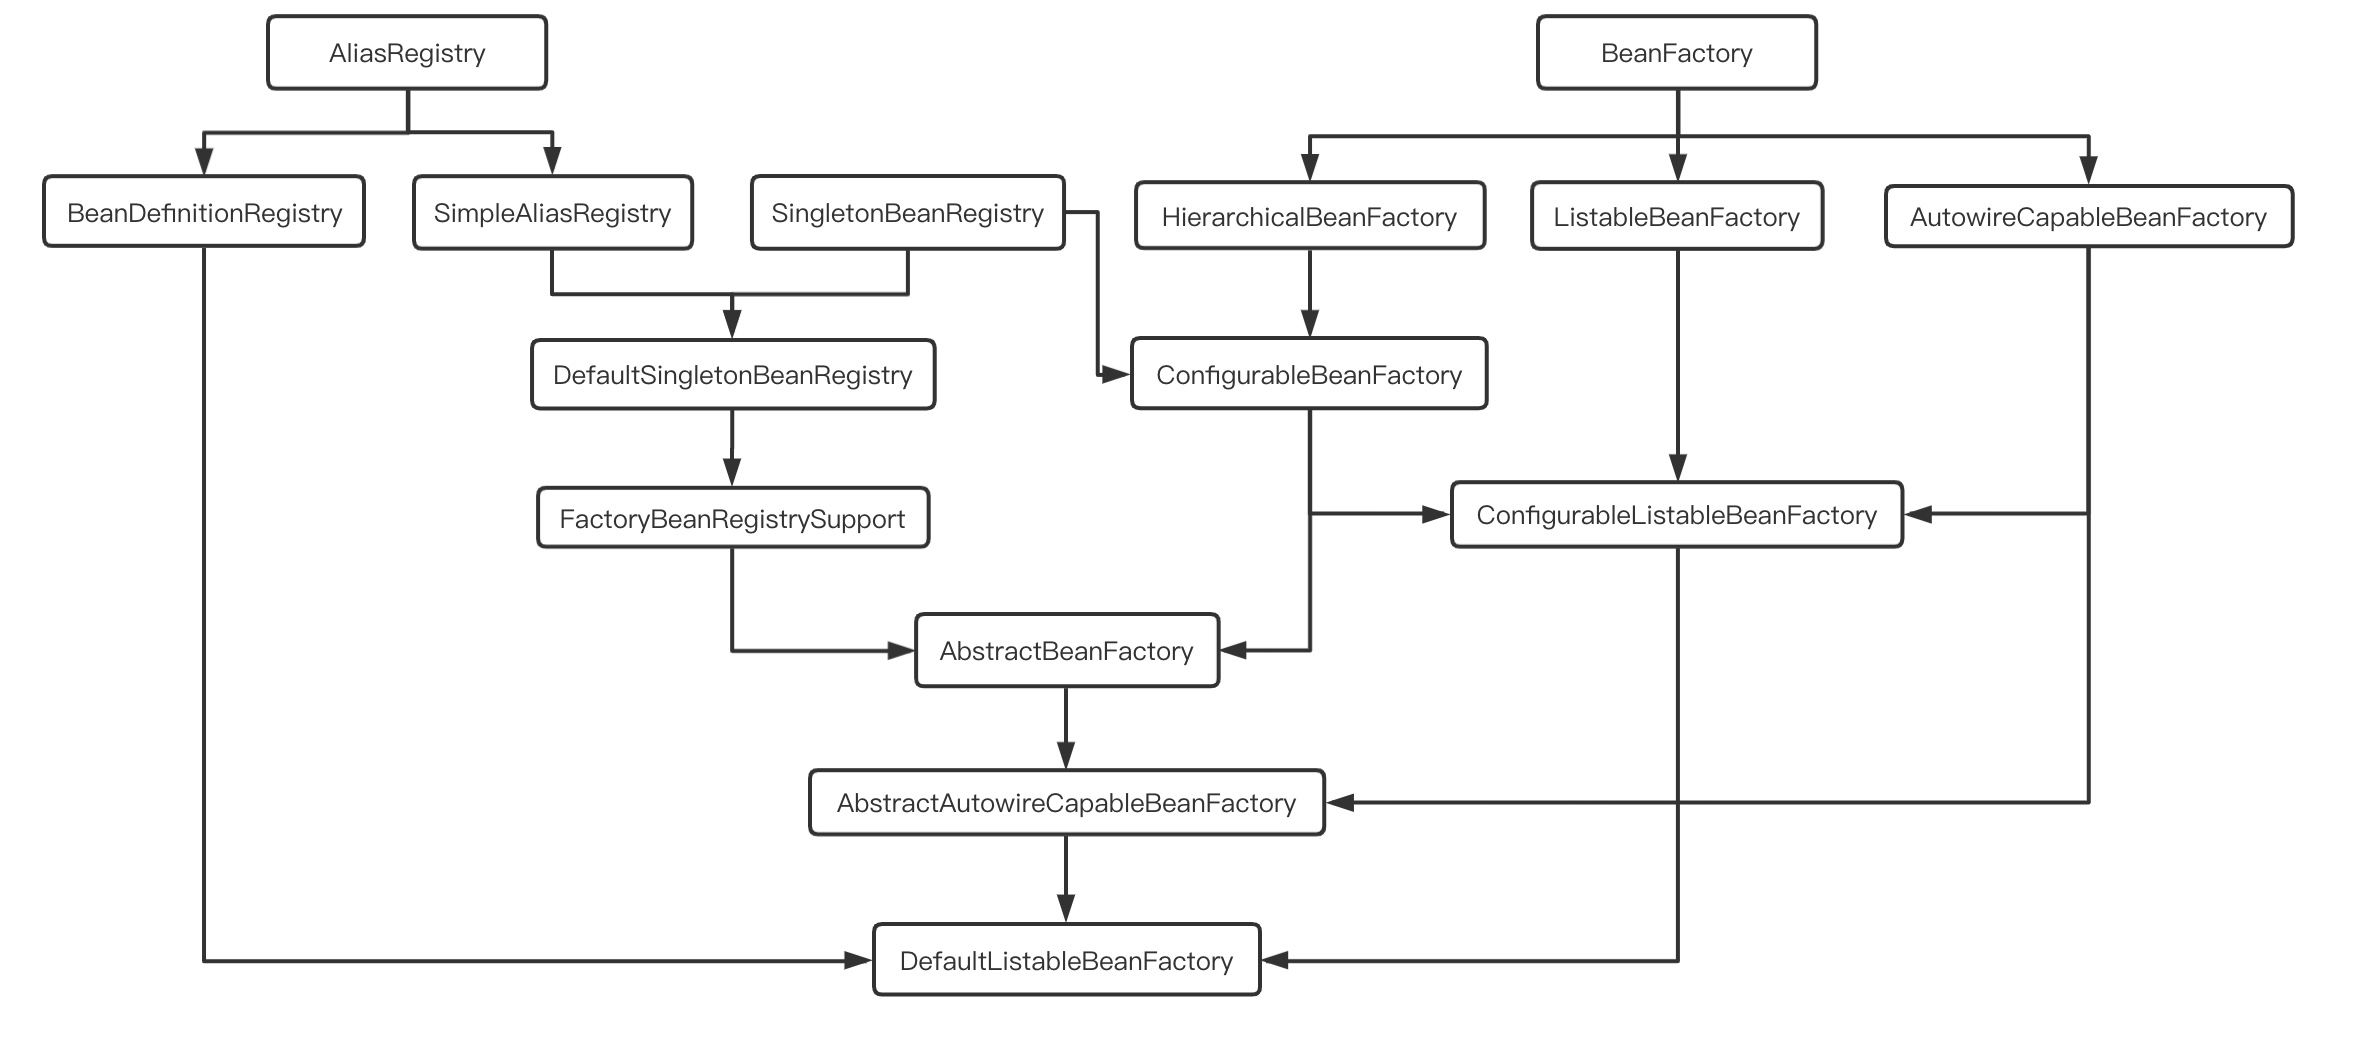 AliasRegistry
BeanFactory
BeanDefinitionRegistry
SimpleAliasRegistry
SingletonBeanRegistry
HierarchicalBeanFactory
ListableBeanFactory
AutowireCapableBeanFactory
DefaultSingletonBeanRegistry
ConfigurableBeanFactory
FactoryBeanRegistrySupport
ConfigurableListableBeanFactory
AbstractBeanFactory
AbstractAutowireCapableBeanFactory
DefaultListableBeanFactory